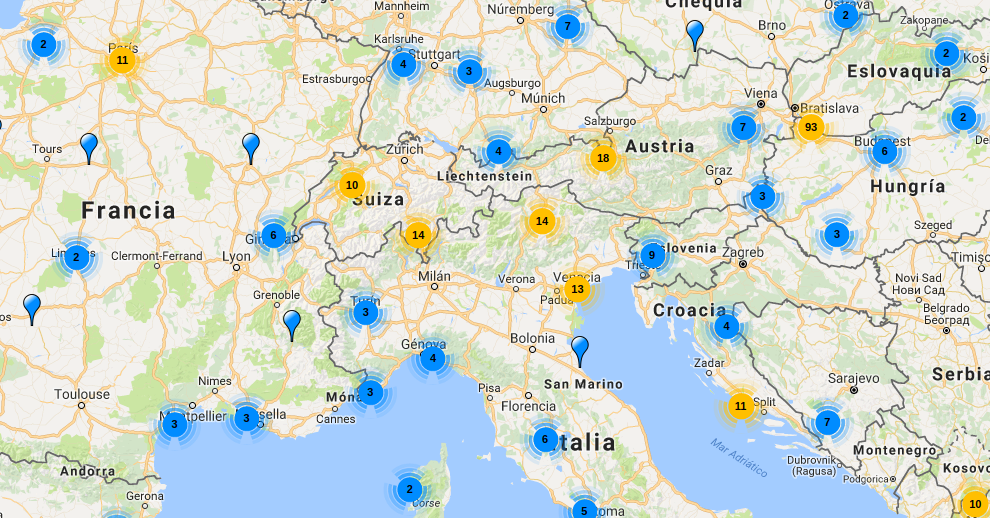 Mannheim
Núremberg
Chequia
Ostrava
Zakopane
Brno
7
2
2
París
11
Karlsruhe
Stuttgart
4
3
2
Koši
Eslovaquia
Estrasburgo
Augsburgo
Múnich
Viena
Bratislava
93
7
2
Salzburgo
Tours
Zúrich
4
18
Austria
Budapest
6
Liechtenstein
Graz
10
Suiza
3
Hungría
Francia
14
14
6
Ginebra
Szeged
3
Lyon
Clermont-Ferrand
Limoges
2
9
Eslovenia
Zagreb
Trieste
Timișo
Milán
Verona
Venecia
13
Padua
Novi Sad
Нови Сад
Grenoble
Turín
3
Croacia
4
Belgrado
Београд
Génova
4
Bolonia
Zadar
San Marino
Serbia
Sarajevo
Nimes
Toulouse
Món
3
Pisa
Florencia
11
Split
Montpellier
3
Marsella
3
Cannes
7
6
Italia
Mar Adriático
Montenegro
Dubrovnik
(Ragusa)
Andorra
Kosovo
Podgorica
Gerona
2
Corse
10
5
Roma